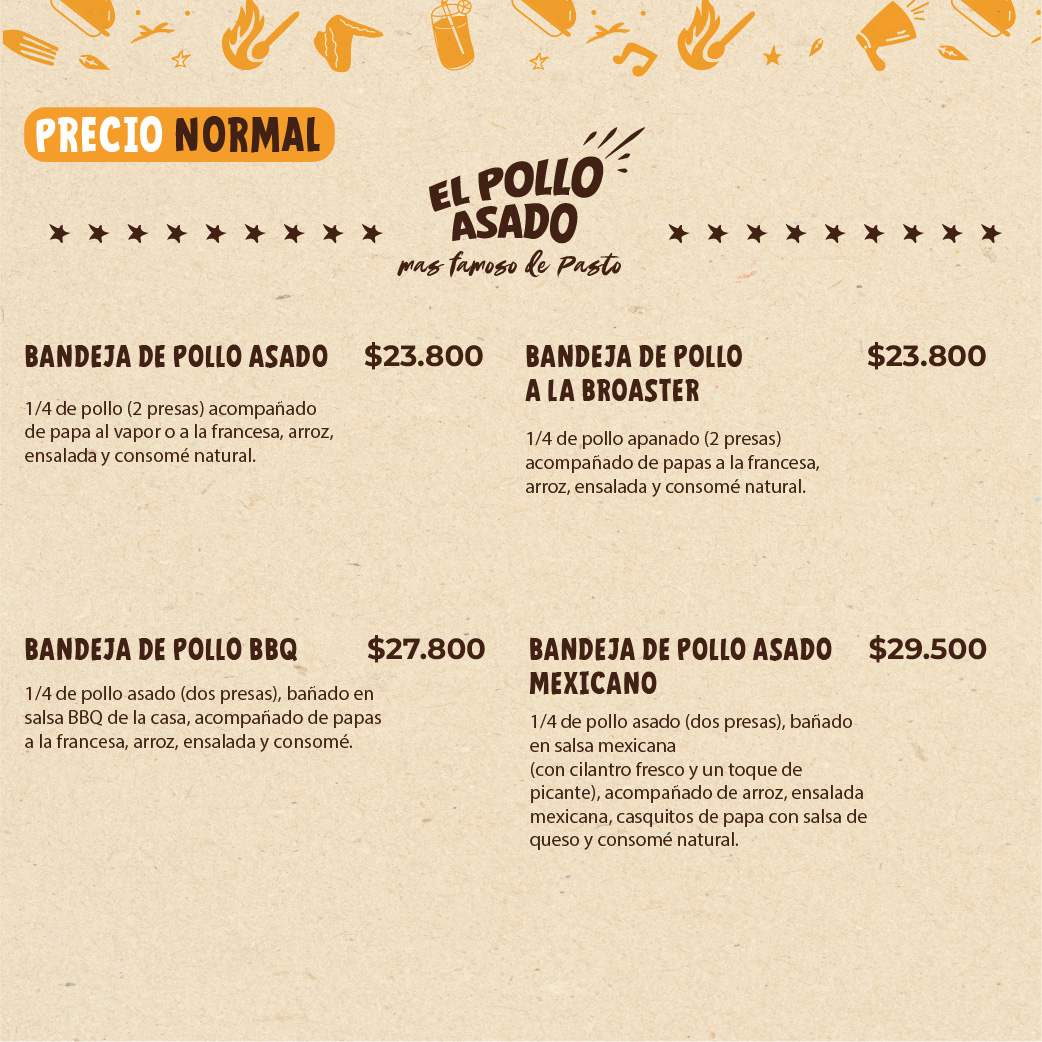 PRECIO NORMAL
EL POLLO
ASADO
mas famoso de Pasto
BANDEJA DE POLLO ASADO $23.800
1/4 de pollo (2 presas) acompañado
de papa al vapor o a la francesa, arroz,
ensalada y consomé natural.
BANDEJA DE POLLO $23.800
A LA BROASTER
1/4 de pollo apanado (2 presas)
acompañado de papas a la francesa,
arroz, ensalada y consomé natural.
BANDEJA DE POLLO BBQ $27.800
1/4 de pollo asado (dos presas), bañado en
salsa BBQ de la casa, acompañado de papas
a la francesa, arroz, ensalada y consomé.
BANDEJA DE POLLO ASADO $29.500
MEXICANO
1/4 de pollo asado (dos presas), bañado
en salsa mexicana
(con cilantro fresco y un toque de
picante), acompañado de arroz, ensalada
mexicana, casquitos de papa con salsa de
queso y consomé natural.